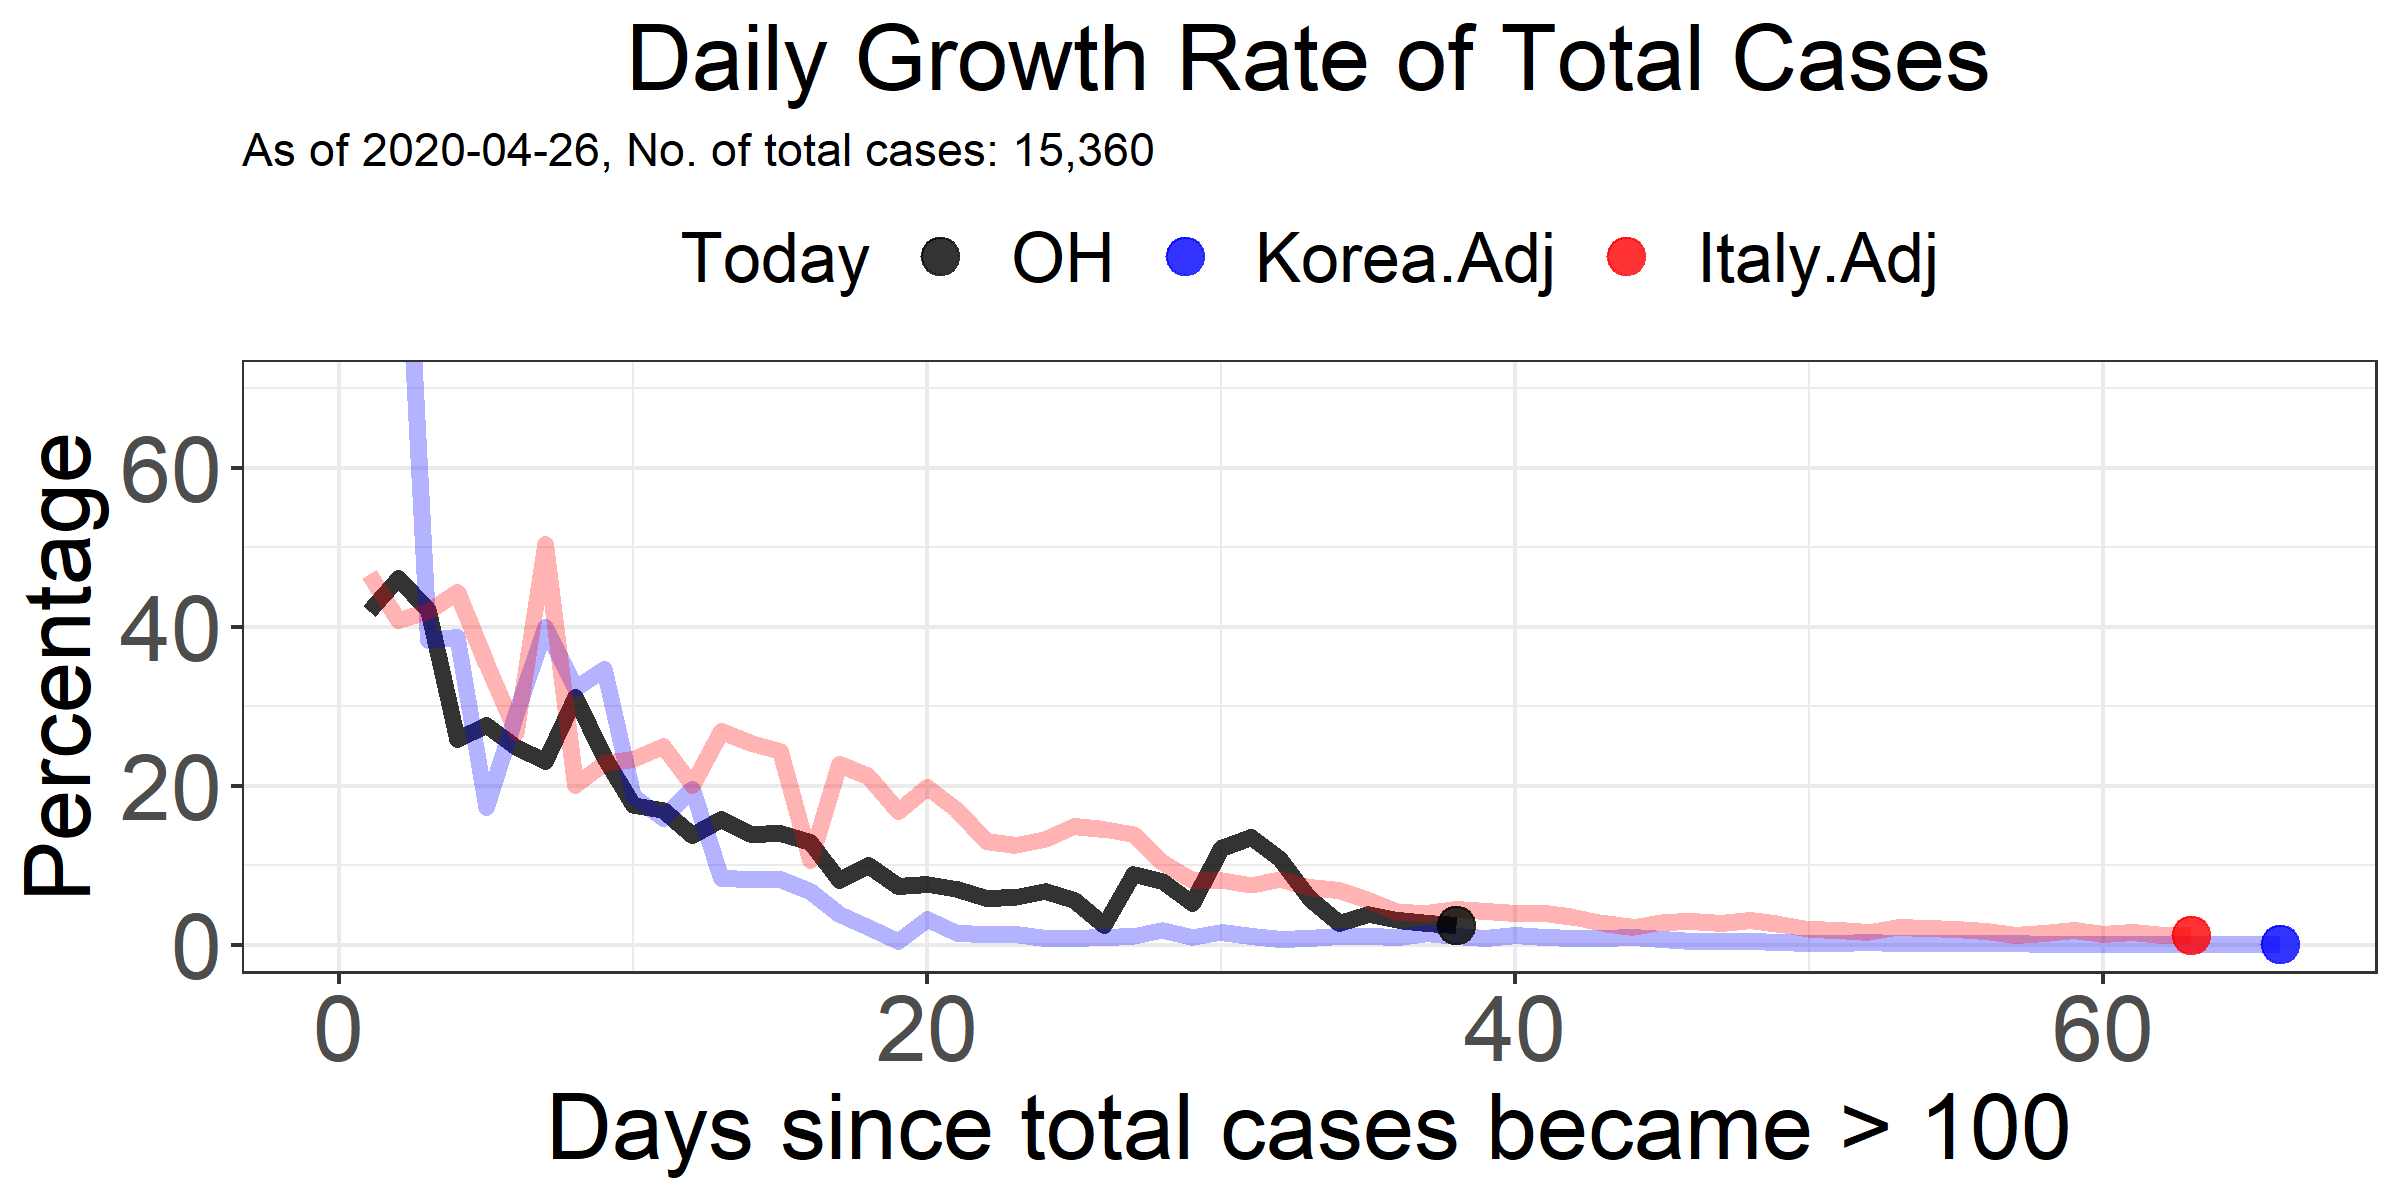 Daily Growth Rate of Total Cases
As of 2020-04-26, No. of total cases: 15,360
Today OH Korea.Adj Italy.Adj
Percentage
60
40
20
0
0 20 40 60
Days since total cases became > 100